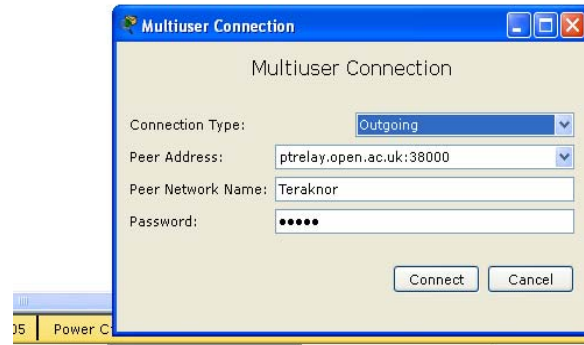 Multiuser Connection
Multiuser Connection
Connection Type: Outgoing
Peer Address: ptrelay.open.ac.uk:38000
Peer Network Name: Teraknor
Password: •••••
Connect Cancel
05 Power C